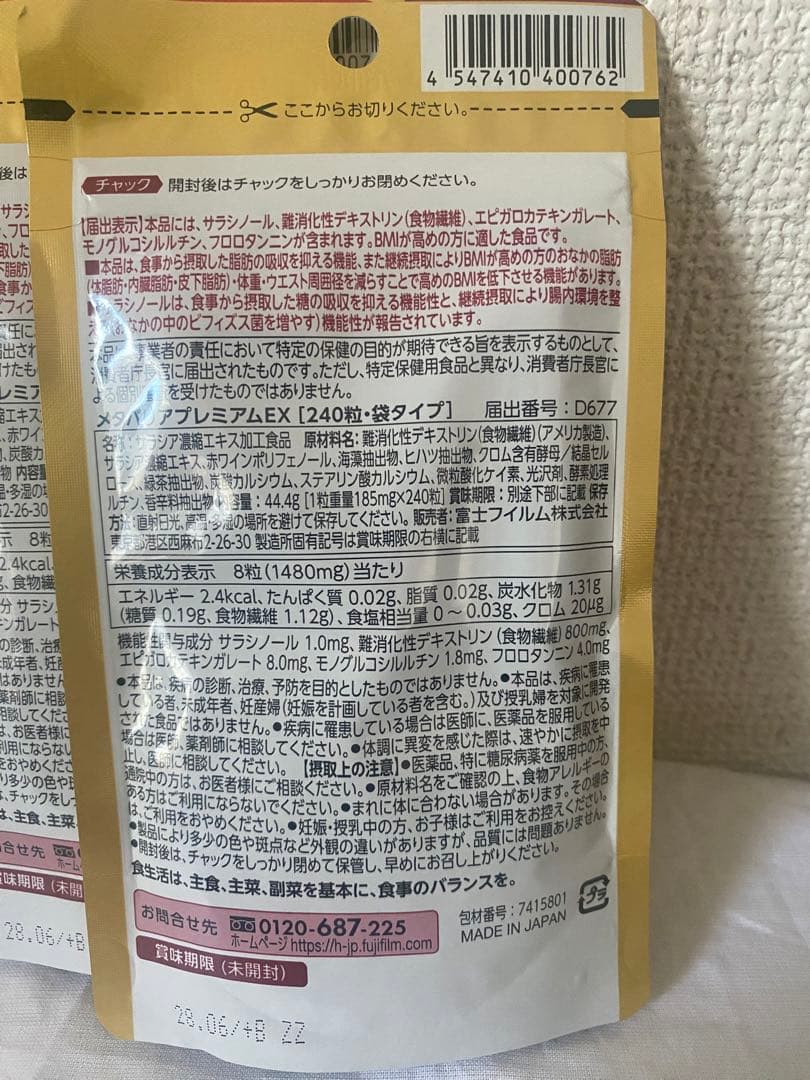 007
4 547410 400762
ここからお切りください。
チャック 開封後はチャックをしっかりお閉めください。
【届出表示】本品には、サラシノール、難消化性デキストリン(食物繊維)、エピガロカテキンガレート、
モノグルコシルルチン、フロロタンニンが含まれます。BMIが高めの方に適した食品です。
■本品は、食事から摂取した脂肪の吸収を抑える機能、また継続摂取によりBMIが高めの方のおなかの脂肪
(体脂肪・内臓脂肪・皮下脂肪)・体重・ウエスト周囲径を減らすことで高めのBMIを低下させる機能があります。
■サラシノールは、食事から摂取した糖の吸収を抑える機能性と、継続摂取により腸内環境を整
え(おなかの中のビフィズス菌を増やす)機能性が報告されています。
本品は、事業者の責任において特定の保健の目的が期待できる旨を表示するものとして、
消費者庁長官に届出されたものです。ただし、特定保健用食品と異なり、消費者庁長官に
よる個別審査を受けたものではありません。
メタバリアプレミアムEX [240粒・袋タイプ] 届出番号:D677
名称:サラシア濃縮エキス加工食品 原材料名:難消化性デキストリン(食物繊維)(アメリカ製造)、
サラシア濃縮エキス、赤ワインポリフェノール、海藻抽出物、ヒハツ抽出物、クロム含有酵母/結晶セル
ロース、緑茶抽出物、炭酸カルシウム、ステアリン酸カルシウム、微粒酸化ケイ素、光沢剤、酵素処理
ルチン、香辛料抽出物 内容量:44.4g [1粒重量185mg×240粒] 賞味期限:別途下部に記載 保存
方法:直射日光、高温・多湿の場所を避けて保存してください。 販売者:富士フイルム株式会社
東京都港区西麻布2-26-30 製造所固有記号は賞味期限の右横に記載
栄養成分表示 8粒(1480mg)当たり
エネルギー 2.4kcal、たんぱく質 0.02g、脂質 0.02g、炭水化物 1.31g
(糖質 0.19g、食物繊維 1.12g)、食塩相当量 0～0.03g、クロム 20μg
機能性関与成分 サラシノール 1.0mg、難消化性デキストリン(食物繊維) 800mg、
エピガロカテキンガレート 8.0mg、モノグルコシルルチン 1.8mg、フロロタンニン 4.0mg
●本品は、疾病の診断、治療、予防を目的としたものではありません。●本品は、疾病に罹患
している者、未成年者、妊産婦(妊娠を計画している者を含む。)及び授乳婦を対象に開発
された食品ではありません。●疾病に罹患している場合は医師に、医薬品を服用している
場合は医師、薬剤師に相談してください。●体調に異変を感じた際は、速やかに摂取を中
止し、医師に相談してください。 【摂取上の注意】●医薬品、特に糖尿病薬を服用中の方、
通院中の方は、お医者様にご相談ください。●原材料名をご確認の上、食物アレルギーの
ある方はご利用にならないでください。●まれに体に合わない場合があります。その場合
は、ご利用をおやめください。●妊娠・授乳中の方、お子様はご利用をお控えください。
●製品により多少の色や斑点など外観の違いがありますが、品質には問題ありません。
●開封後は、チャックをしっかり閉めて保管し、早めにお召し上がりください。
食生活は、主食、主菜、副菜を基本に、食事のバランスを。
お問合せ先 0120-687-225
ホームページ https://h-jp.fujifilm.com
包材番号:7415801
MADE IN JAPAN
プラ
賞味期限(未開封)
28.06/+B ZZ